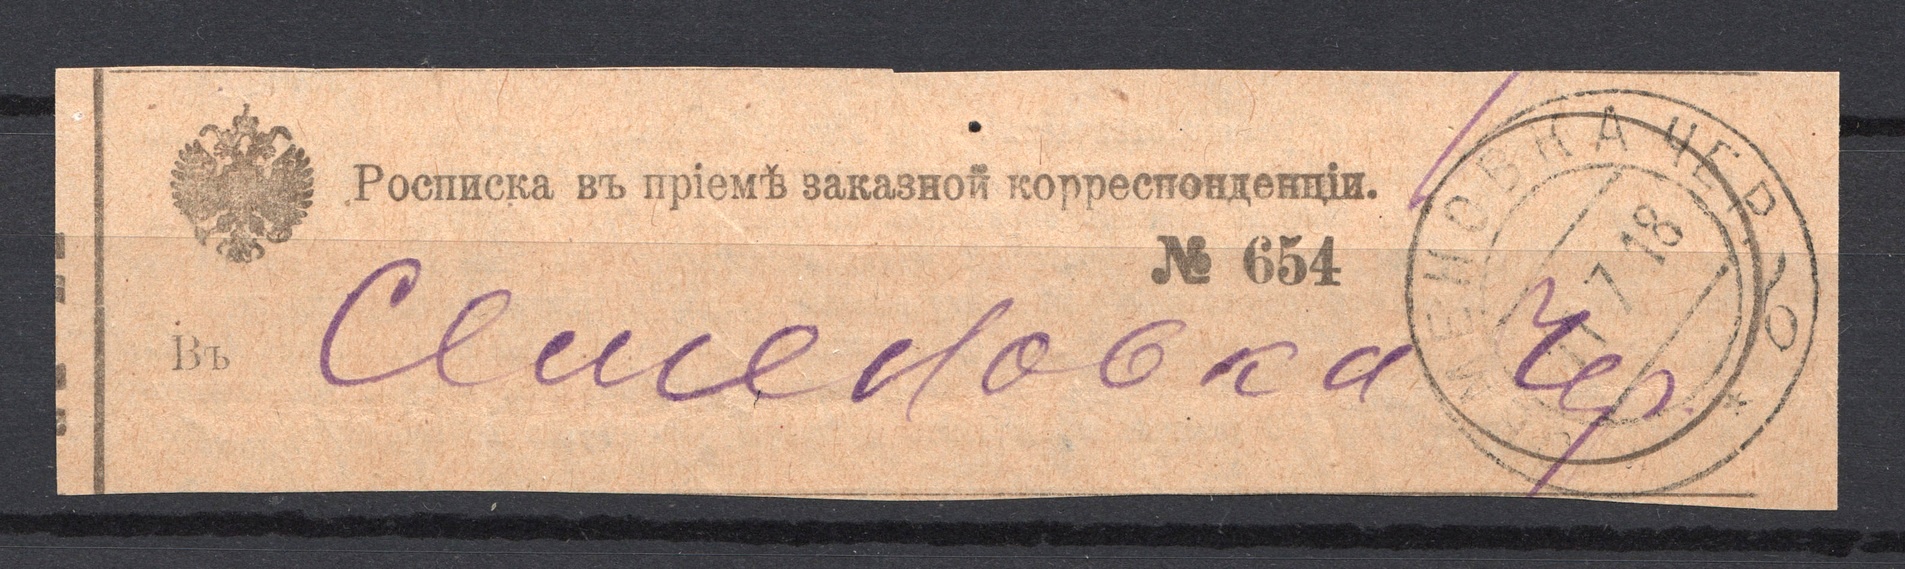 Росписка въ пріемѣ заказной корреспонденціи.
№ 654
Въ Семеновка Чер.
СЕМЕНОВКА ЧЕР.
7 18